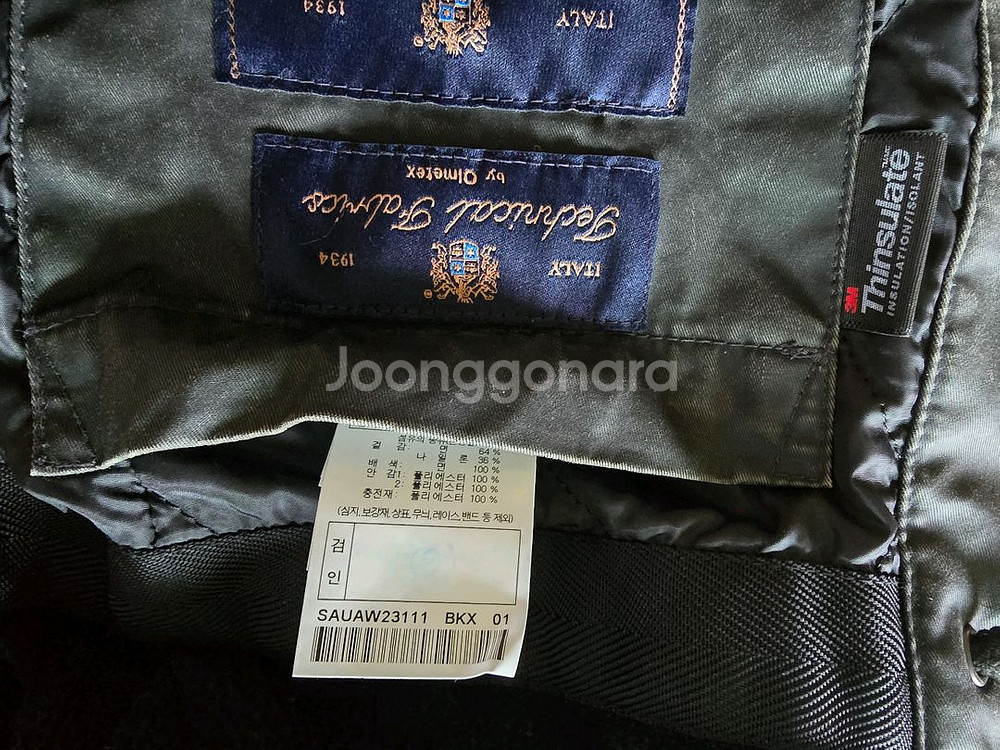 1934
ITALY
Technical Fabrics
by Olmetex
1934
ITALY
3M Thinsulate
INSULATION/ISOLANT
Joonggonara
64 %
나 일 론 36 %
배 색: 면 100 %
안 감1: 폴리에스터 100 %
2: 폴리에스터 100 %
충전재: 폴리에스터 100 %
(심지,보강재,상표,무늬,레이스,밴드 등 제외)
검
인
SAUAW23111 BKX 01